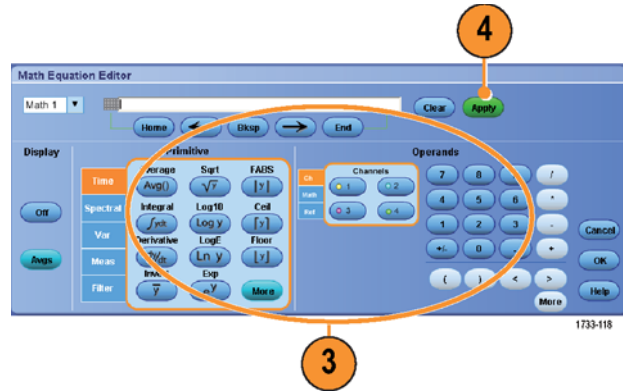 4
Math Equation Editor
Math 1
Clear
Apply
Home
Bksp
End
Display
Primitive
Operands
Off
Avgs
Time
Spectral
Var
Meas
Filter
Average
Sqrt
FABS
Avg()
√y
|y|
Integral
Log10
Ceil
∫ydt
Log y
⌈y⌉
Derivative
LogE
Floor
Ln y
⌊y⌋
Invert
Exp
y
More
Ch
Math
Ref
Channels
1
2
3
4
7
8
/
4
5
6
*
1
2
3
-
+/-
0
.
+
(
)
<
>
More
Cancel
OK
Help
1733-118
3